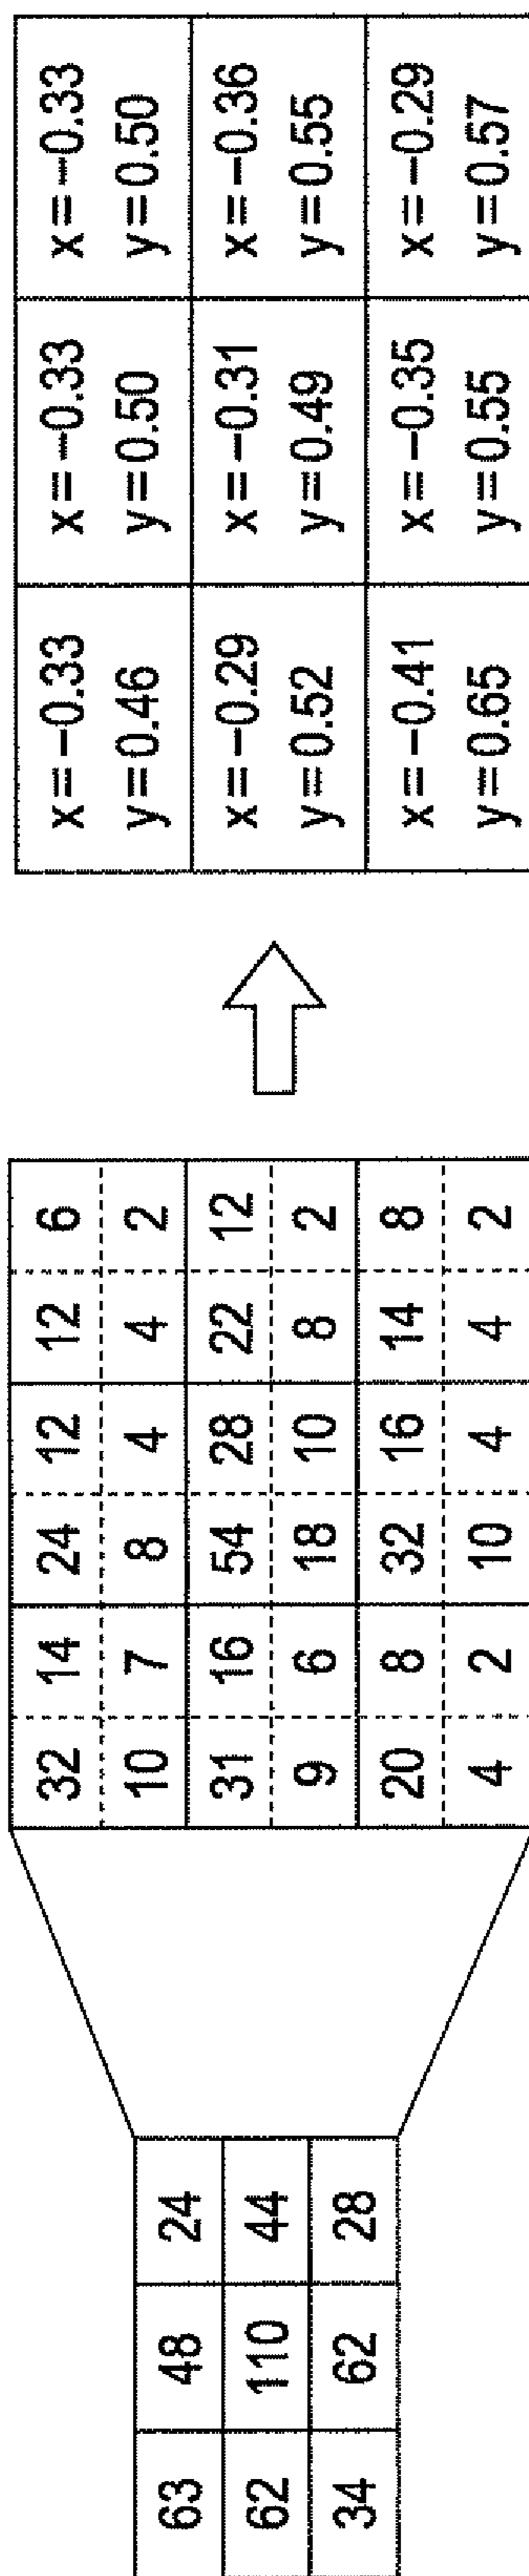 63 48 24
62 110 44
34 62 28
32 14 24 12 12 6
10 7 8 4 4 2
31 16 54 28 22 12
9 6 18 10 8 2
20 8 32 16 14 8
4 2 10 4 4 2
x=−0.33 x=−0.33 x=−0.33
y=0.46 y=0.50 y=0.50
x=−0.29 x=−0.31 x=−0.36
y=0.52 y=0.49 y=0.55
x=−0.41 x=−0.35 x=−0.29
y=0.65 y=0.55 y=0.57